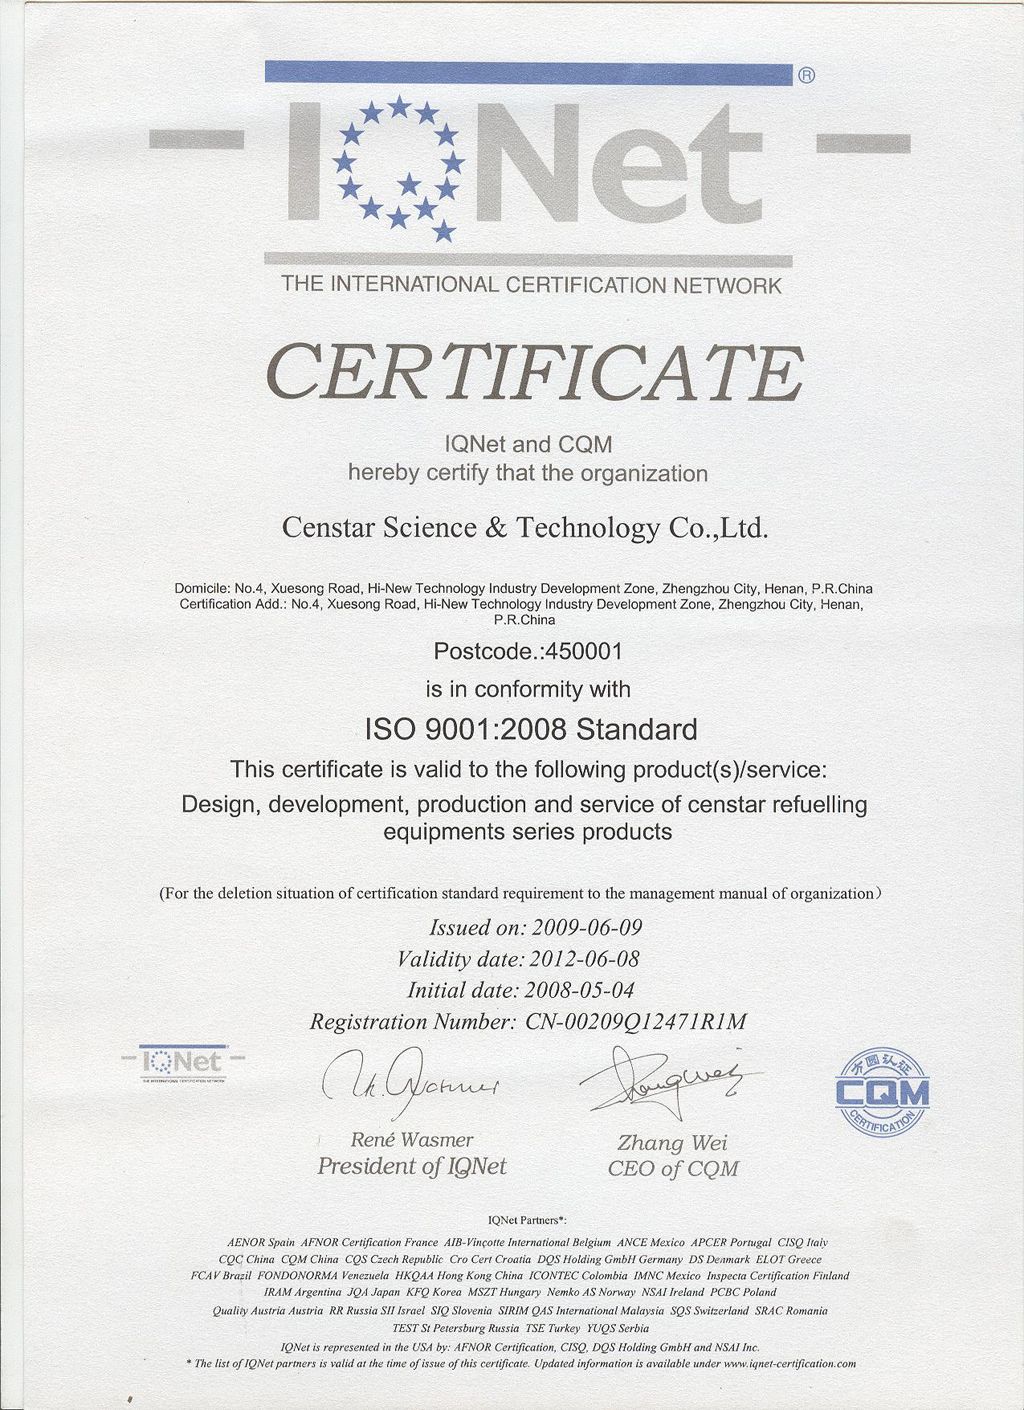 IQNet ®
THE INTERNATIONAL CERTIFICATION NETWORK
CERTIFICATE
IQNet and CQM
hereby certify that the organization
Censtar Science & Technology Co.,Ltd.
Domicile: No.4, Xuesong Road, Hi-New Technology Industry Development Zone, Zhengzhou City, Henan, P.R.China
Certification Add.: No.4, Xuesong Road, Hi-New Technology Industry Development Zone, Zhengzhou City, Henan,
P.R.China
Postcode.:450001
is in conformity with
ISO 9001:2008 Standard
This certificate is valid to the following product(s)/service:
Design, development, production and service of censtar refuelling
equipments series products
(For the deletion situation of certification standard requirement to the management manual of organization)
Issued on: 2009-06-09
Validity date: 2012-06-08
Initial date: 2008-05-04
Registration Number: CN-00209Q12471R1M
IQNet
THE INTERNATIONAL CERTIFICATION NETWORK
方圆认证
CQM
CERTIFICATION
René Wasmer
President of IQNet
Zhang Wei
CEO of CQM
IQNet Partners*:
AENOR Spain AFNOR Certification France AIB-Vinçotte International Belgium ANCE Mexico APCER Portugal CISQ Italy
CQC China CQM China CQS Czech Republic Cro Cert Croatia DQS Holding GmbH Germany DS Denmark ELOT Greece
FCAV Brazil FONDONORMA Venezuela HKQAA Hong Kong China ICONTEC Colombia IMNC Mexico Inspecta Certification Finland
IRAM Argentina JQA Japan KFQ Korea MSZT Hungary Nemko AS Norway NSAI Ireland PCBC Poland
Quality Austria Austria RR Russia SII Israel SIQ Slovenia SIRIM QAS International Malaysia SQS Switzerland SRAC Romania
TEST St Petersburg Russia TSE Turkey YUQS Serbia
IQNet is represented in the USA by: AFNOR Certification, CISQ, DQS Holding GmbH and NSAI Inc.
* The list of IQNet partners is valid at the time of issue of this certificate. Updated information is available under www.iqnet-certification.com